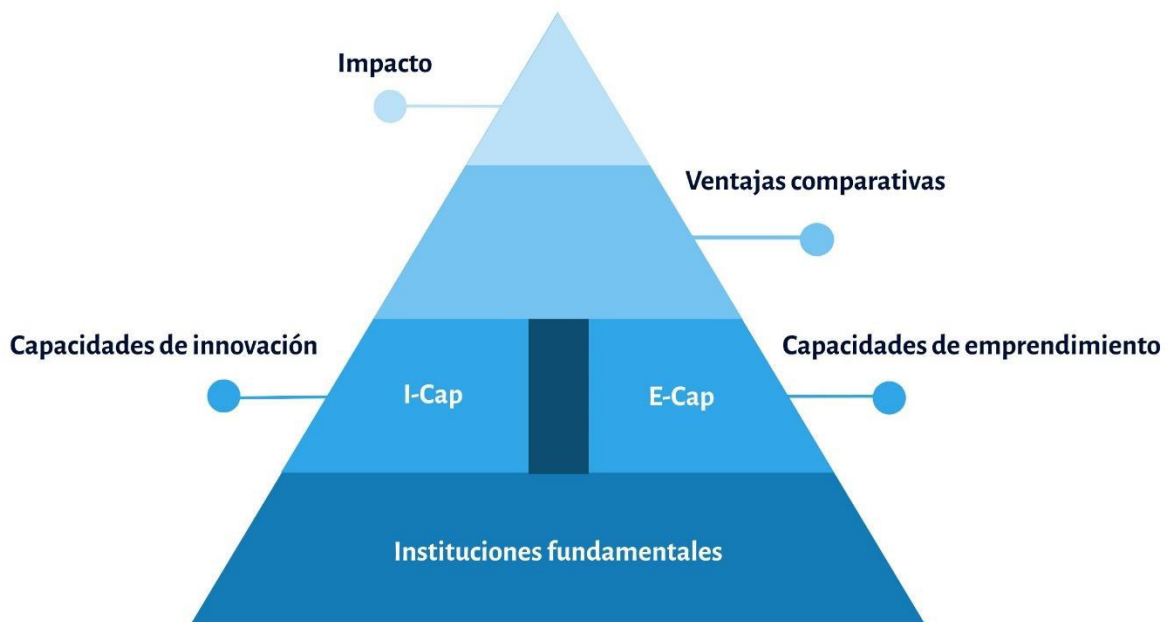 Impacto
Ventajas comparativas
Capacidades de innovación
Capacidades de emprendimiento
I-Cap
E-Cap
Instituciones fundamentales